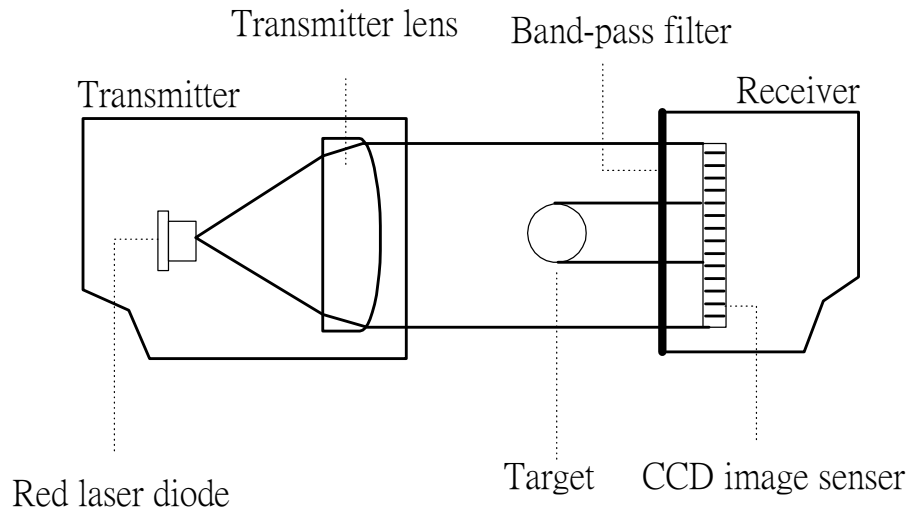 Transmitter lens
Band-pass filter
Transmitter
Receiver
Target
CCD image senser
Red laser diode